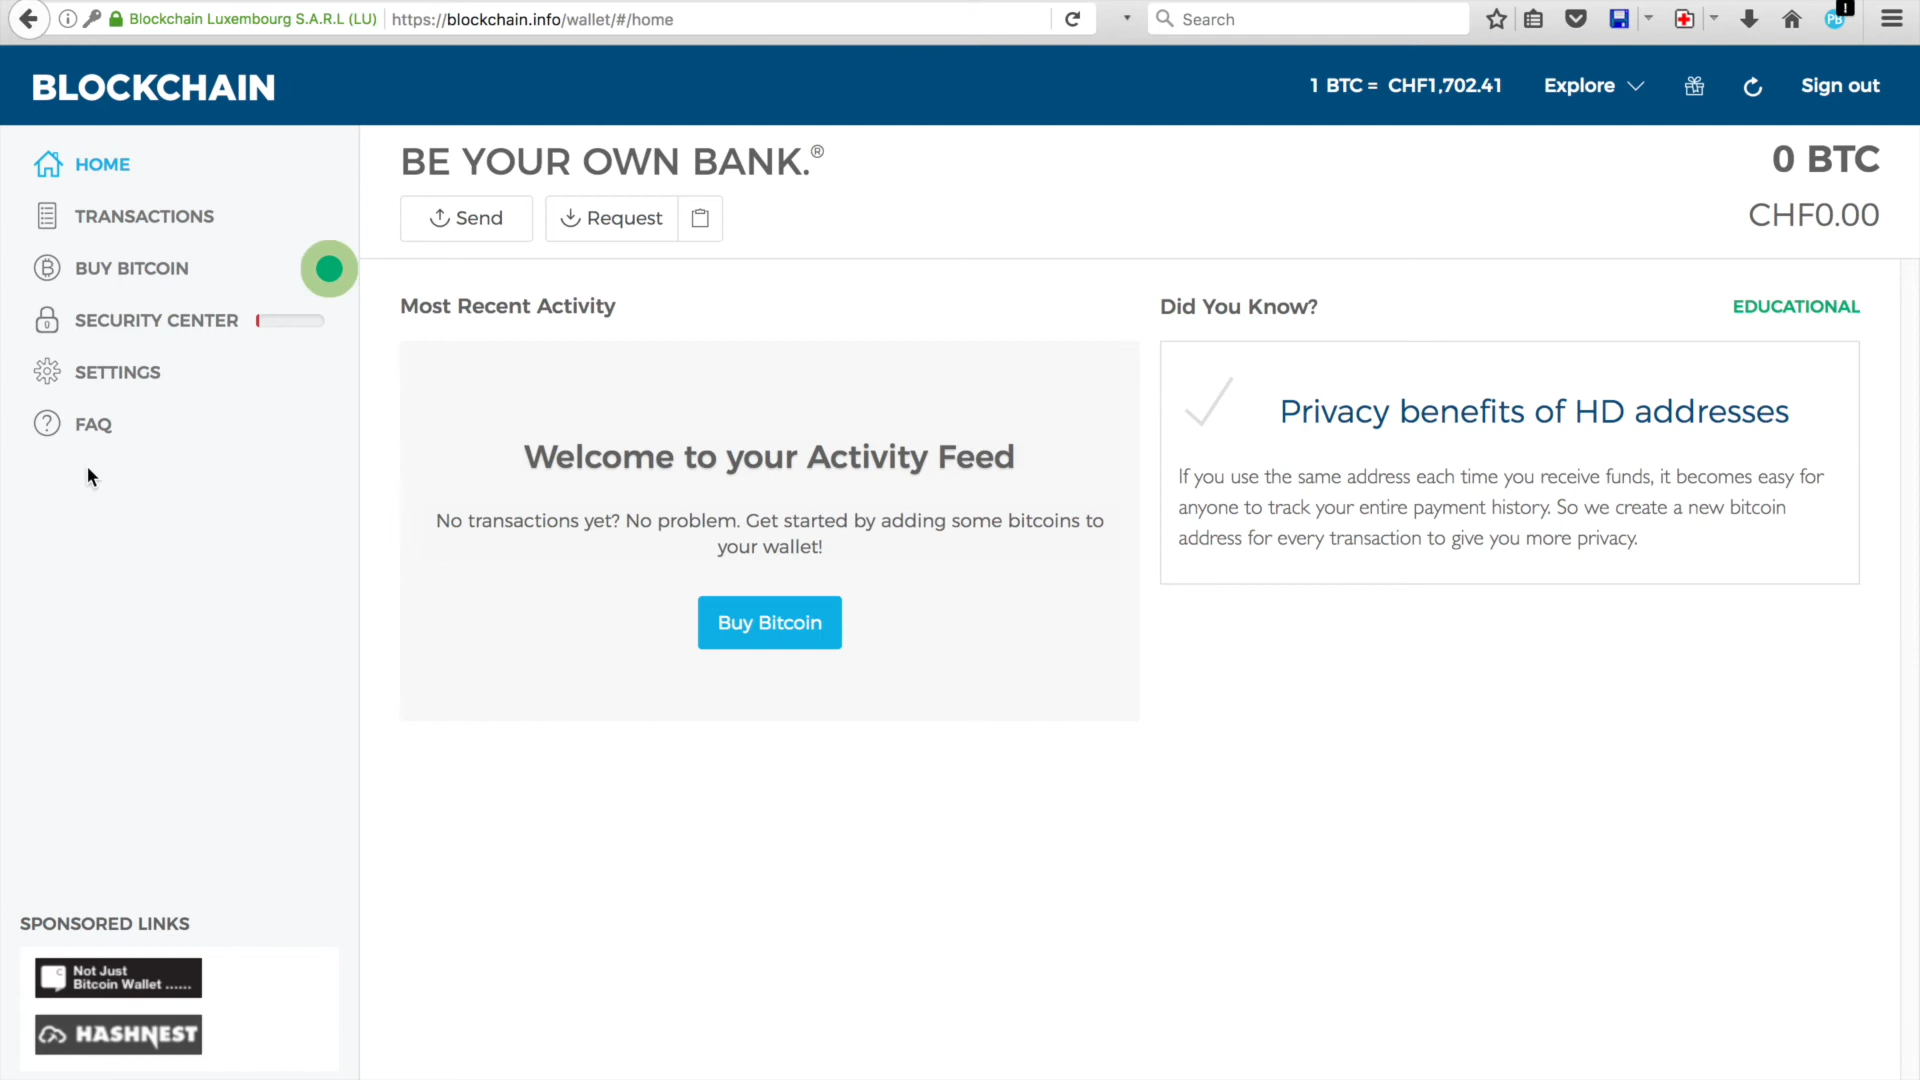 Blockchain Luxembourg S.A.R.L (LU)
https://blockchain.info/wallet/#/home
Search
PB
!
BLOCKCHAIN
1 BTC = CHF1,702.41
Explore
Sign out
HOME
TRANSACTIONS
BUY BITCOIN
SECURITY CENTER
SETTINGS
FAQ
BE YOUR OWN BANK.®
0 BTC
CHF0.00
Send
Request
Most Recent Activity
Welcome to your Activity Feed
No transactions yet? No problem. Get started by adding some bitcoins to
your wallet!
Buy Bitcoin
Did You Know?
EDUCATIONAL
Privacy benefits of HD addresses
If you use the same address each time you receive funds, it becomes easy for
anyone to track your entire payment history. So we create a new bitcoin
address for every transaction to give you more privacy.
SPONSORED LINKS
Not Just
Bitcoin Wallet ......
HASHNEST